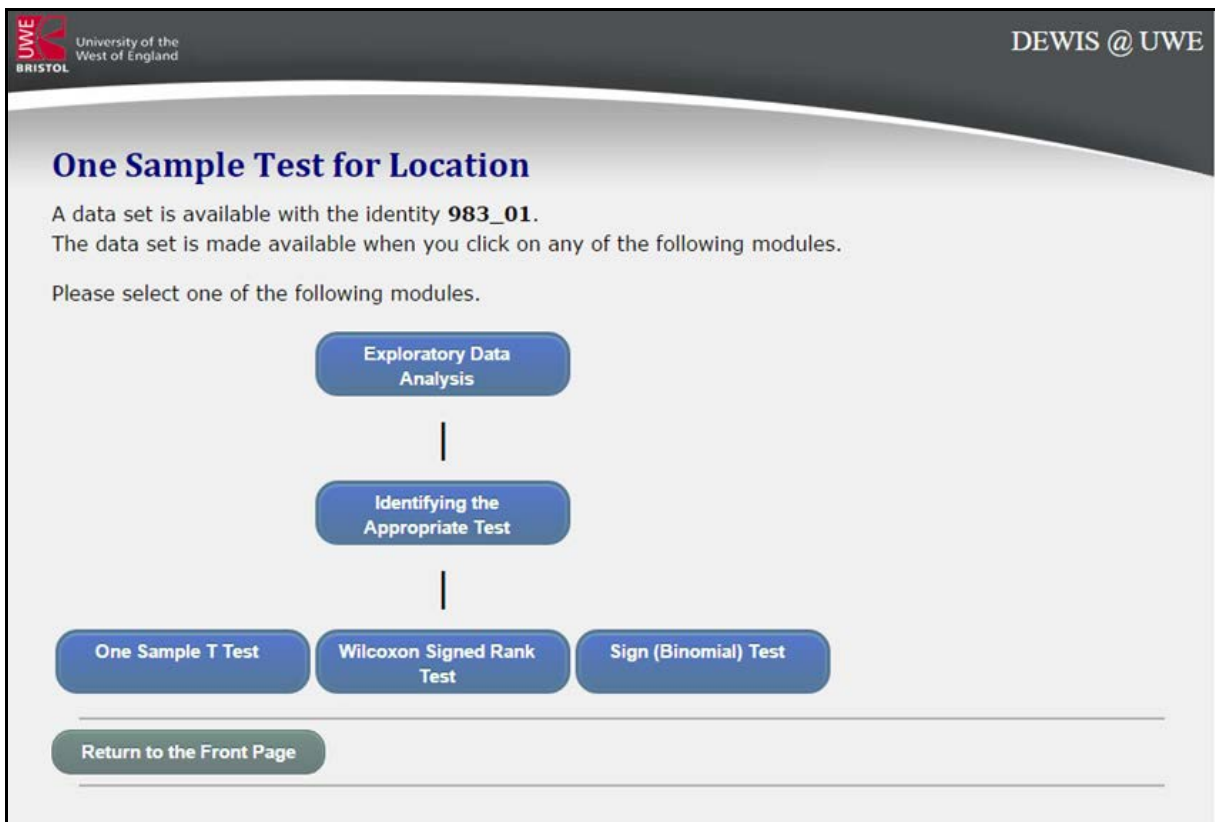 UWE
BRISTOL
University of the
West of England
DEWIS @ UWE
One Sample Test for Location
A data set is available with the identity 983_01.
The data set is made available when you click on any of the following modules.
Please select one of the following modules.
Exploratory Data
Analysis
Identifying the
Appropriate Test
One Sample T Test
Wilcoxon Signed Rank
Test
Sign (Binomial) Test
Return to the Front Page